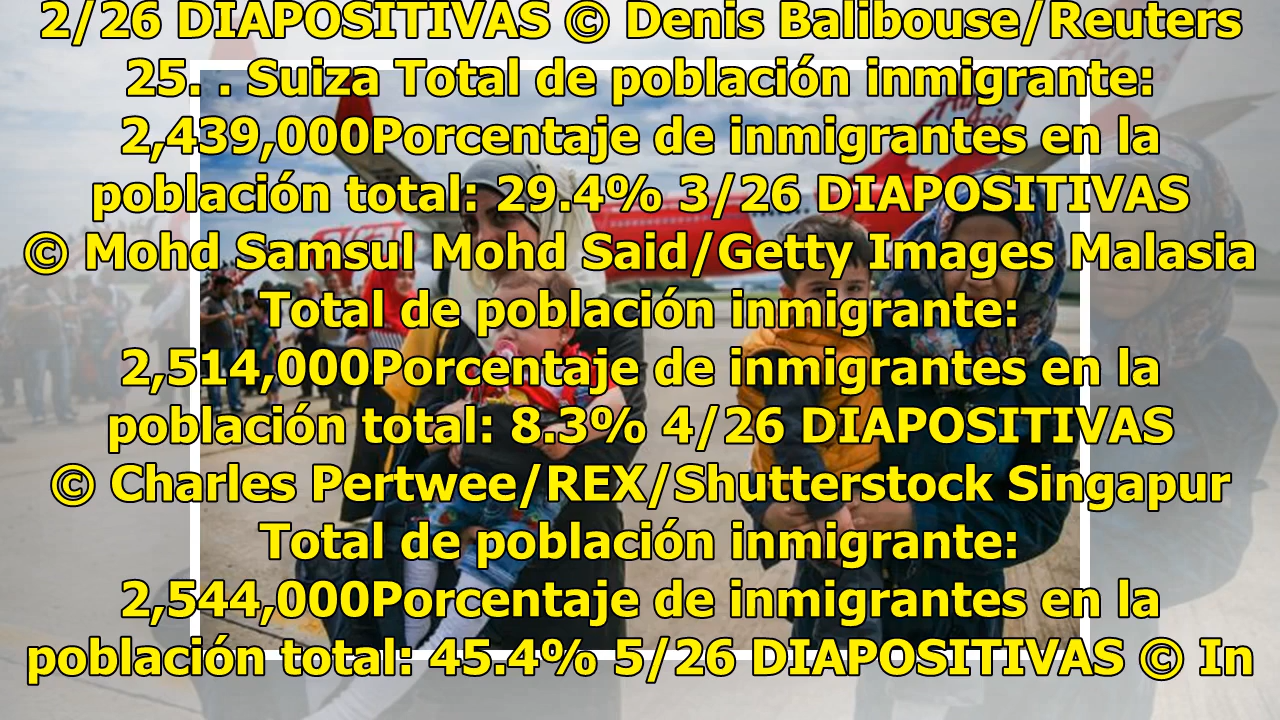 2/26 DIAPOSITIVAS © Denis Balibouse/Reuters
25. . Suiza Total de población inmigrante:
2,439,000Porcentaje de inmigrantes en la
población total: 29.4% 3/26 DIAPOSITIVAS
© Mohd Samsul Mohd Said/Getty Images Malasia
Total de población inmigrante:
2,514,000Porcentaje de inmigrantes en la
población total: 8.3% 4/26 DIAPOSITIVAS
© Charles Pertwee/REX/Shutterstock Singapur
Total de población inmigrante:
2,544,000Porcentaje de inmigrantes en la
población total: 45.4% 5/26 DIAPOSITIVAS © In
Air
Asia